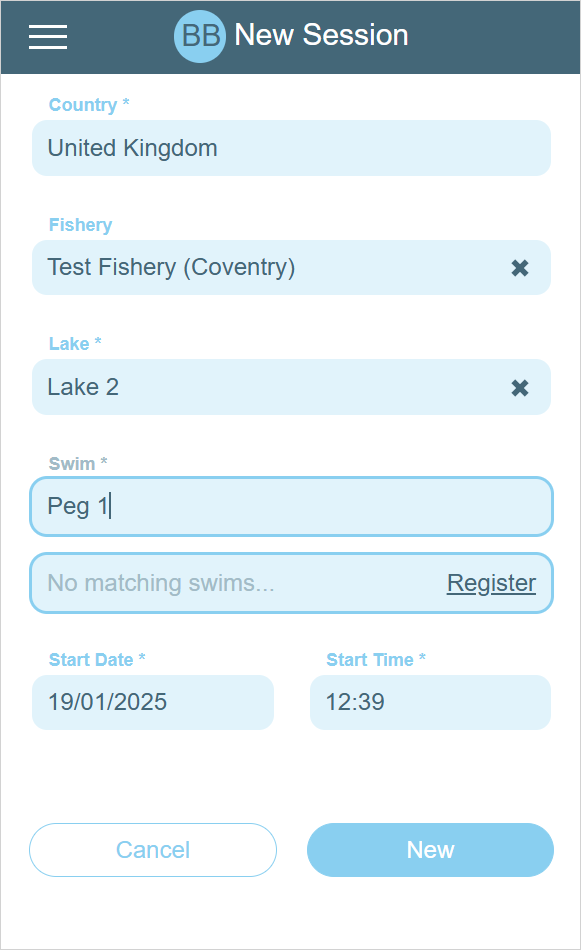 BB New Session
Country *
United Kingdom
Fishery
Test Fishery (Coventry) ✖
Lake *
Lake 2 ✖
Swim *
Peg 1
No matching swims... Register
Start Date * Start Time *
19/01/2025 12:39
Cancel New